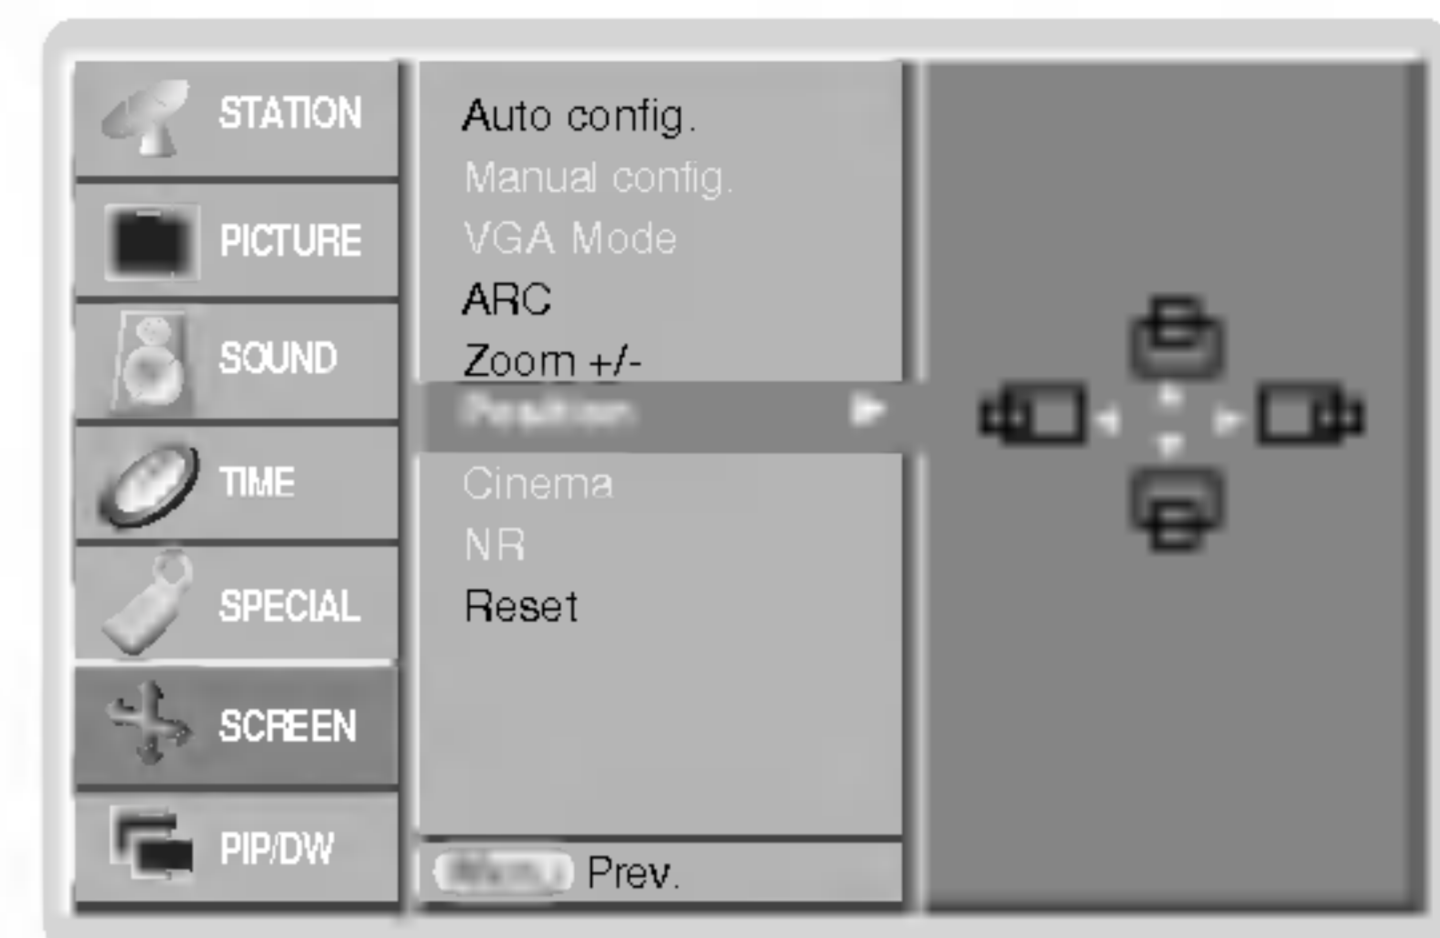 STATION
PICTURE
SOUND
TIME
SPECIAL
SCREEN
PIP/DW
Auto config.
Manual config.
VGA Mode
ARC
Zoom +/-
Position
Cinema
NR
Reset
Prev.